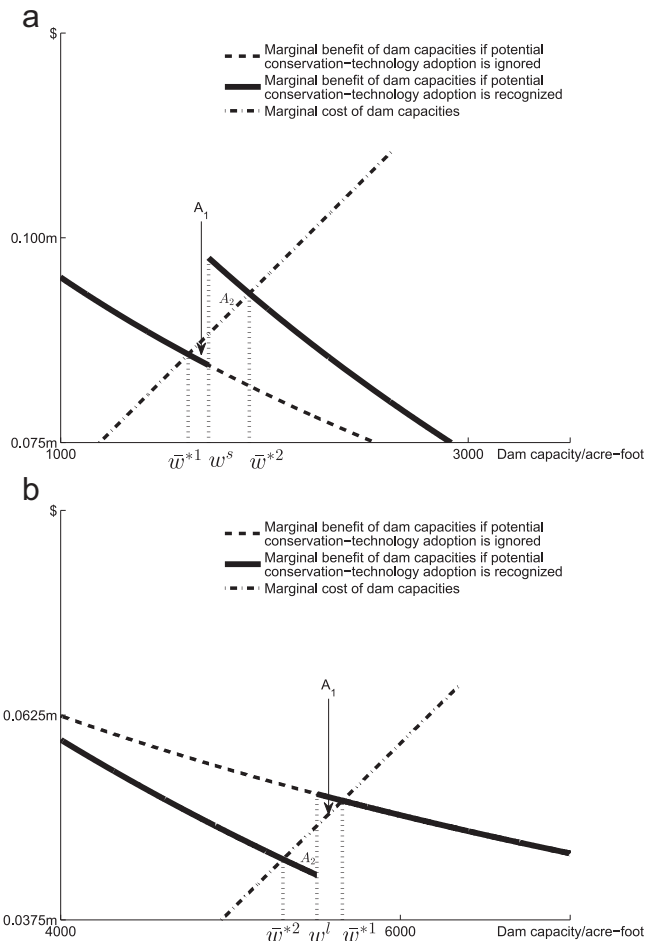 a
$
Marginal benefit of dam capacities if potential
conservation−technology adoption is ignored
Marginal benefit of dam capacities if potential
conservation−technology adoption is recognized
Marginal cost of dam capacities
A1
0.100m
A2
0.075m
1000
3000
Dam capacity/acre−foot
w̄*1 wˢ w̄*2
b
$
Marginal benefit of dam capacities if potential
conservation−technology adoption is ignored
Marginal benefit of dam capacities if potential
conservation−technology adoption is recognized
Marginal cost of dam capacities
A1
0.0625m
A2
0.0375m
4000
6000
Dam capacity/acre−foot
w̄*2 wˡ w̄*1